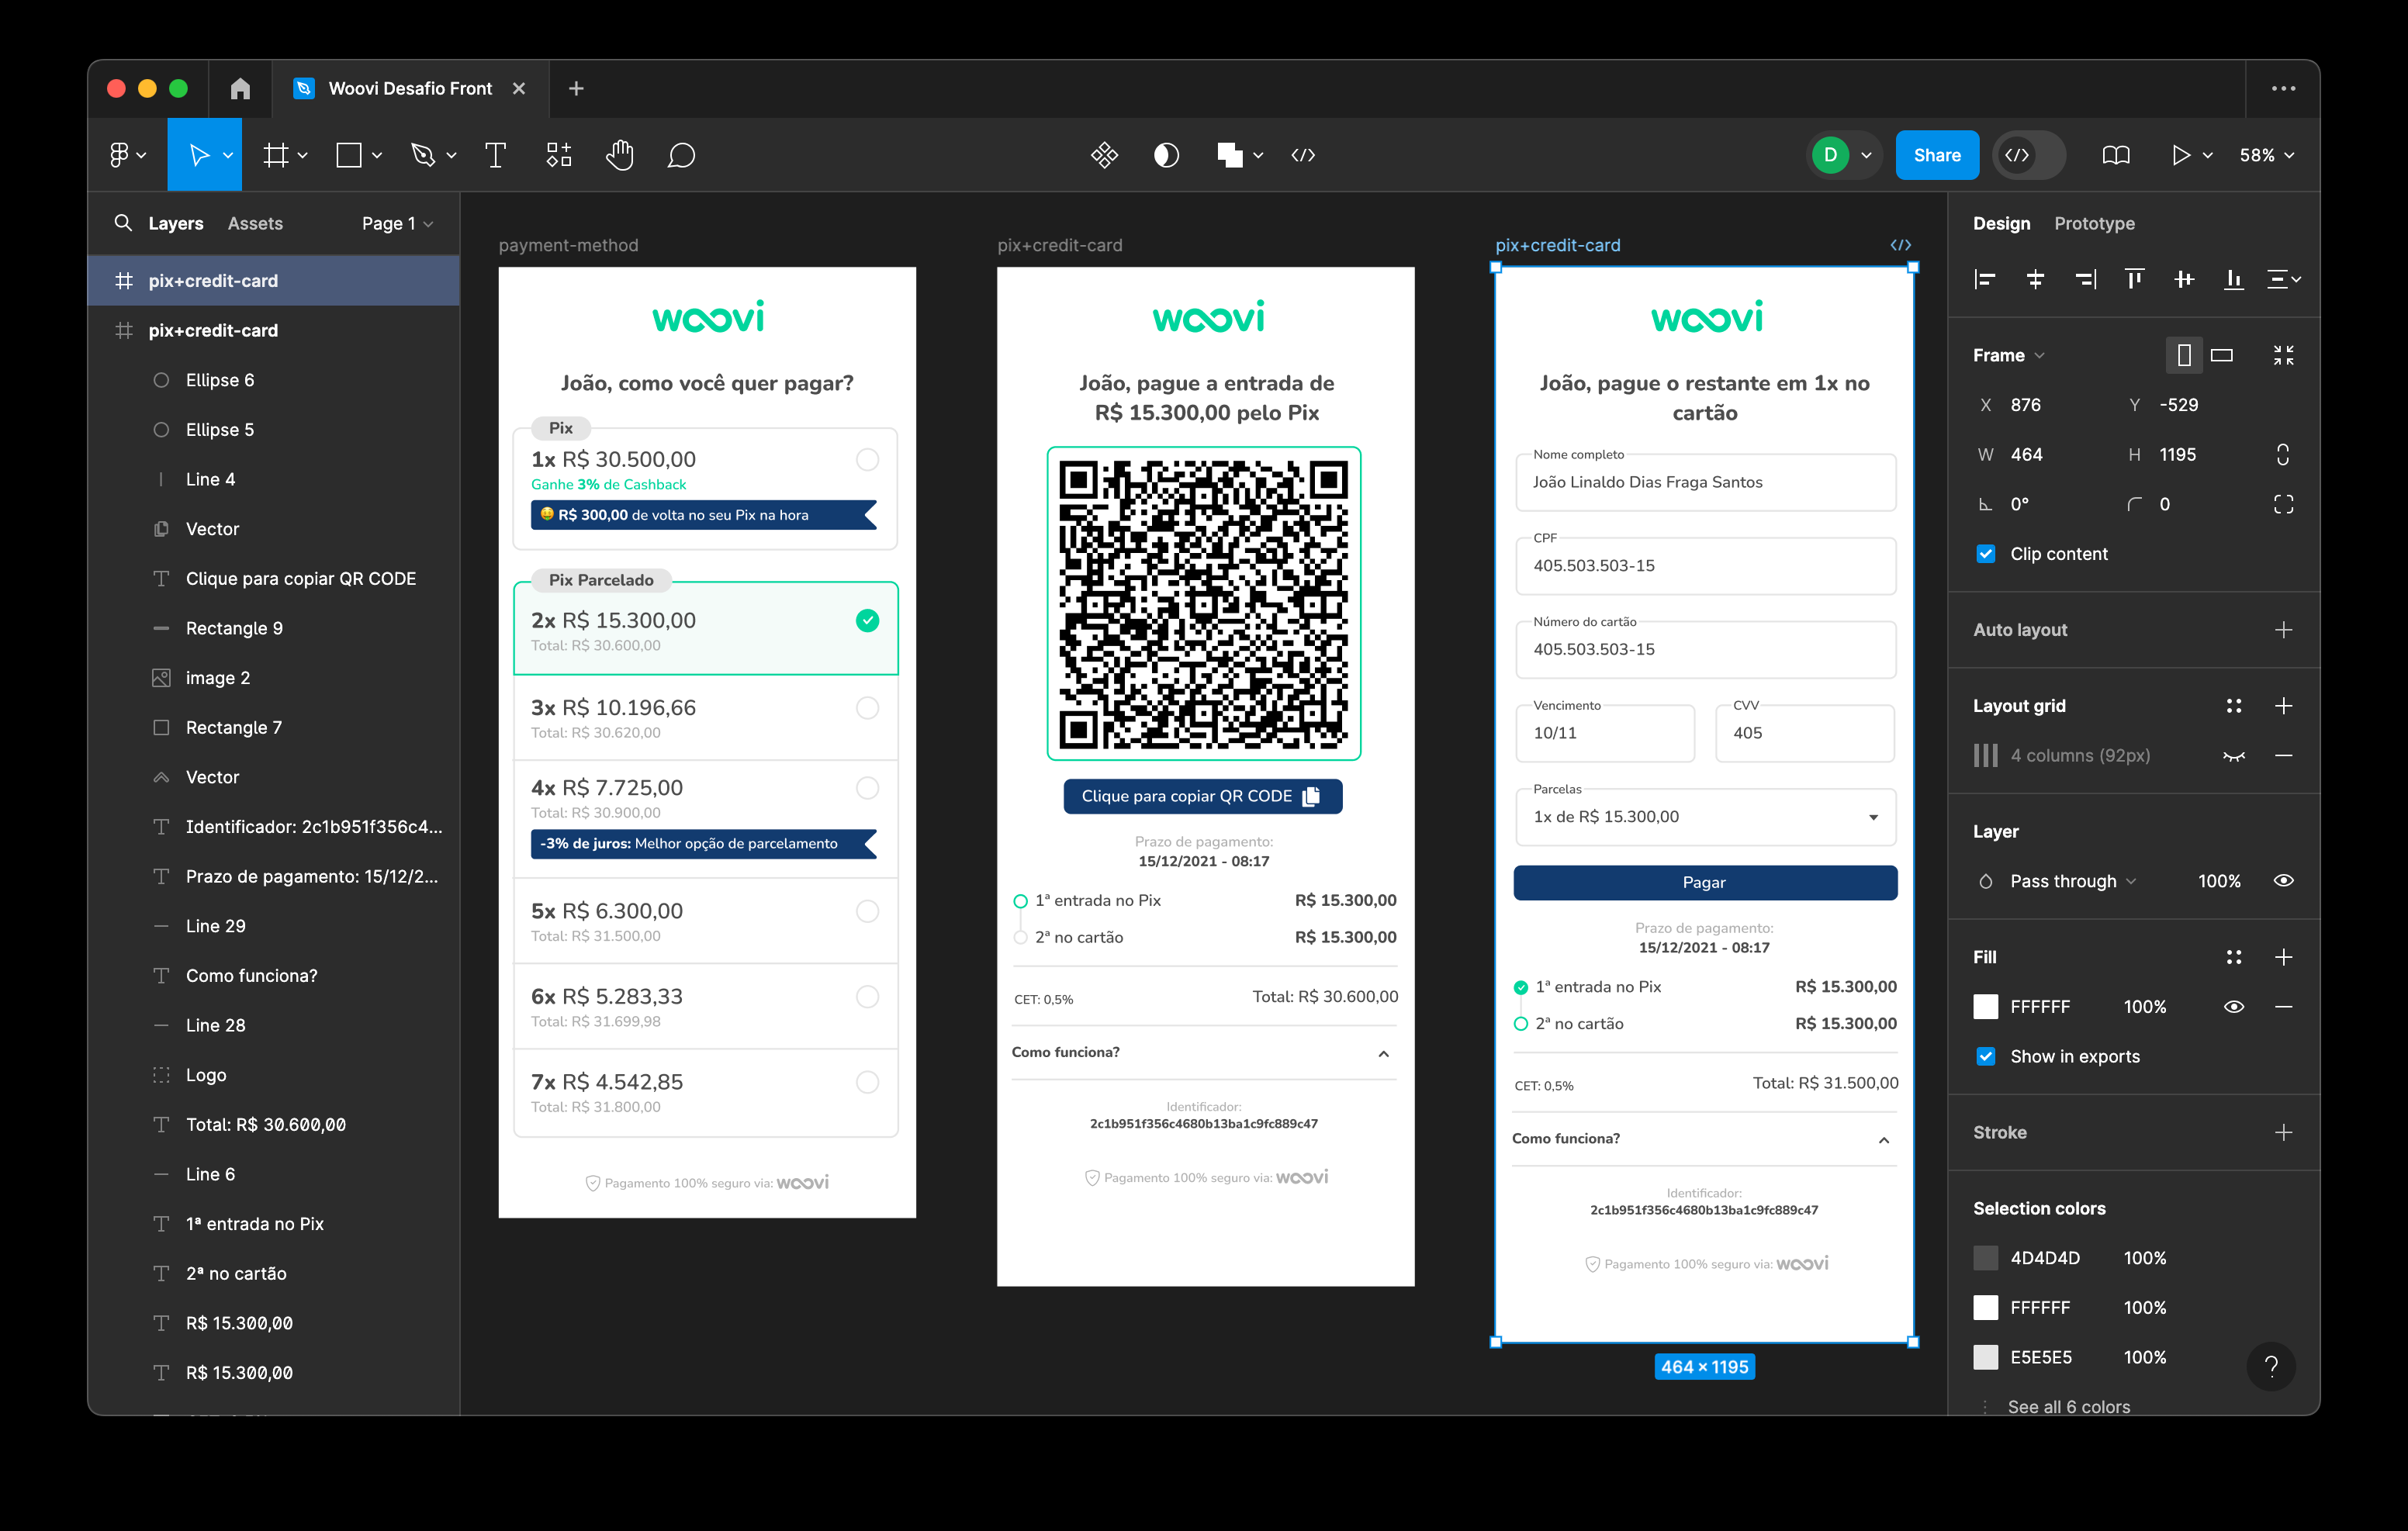 Woovi Desafio Front
D
Share
58%
Layers
Assets
Page 1
pix+credit-card
pix+credit-card
Ellipse 6
Ellipse 5
Line 4
Vector
Clique para copiar QR CODE
Rectangle 9
image 2
Rectangle 7
Vector
Identificador: 2c1b951f356c4...
Prazo de pagamento: 15/12/2...
Line 29
Como funciona?
Line 28
Logo
Total: R$ 30.600,00
Line 6
1ª entrada no Pix
2ª no cartão
R$ 15.300,00
R$ 15.300,00
payment-method
woovi
João, como você quer pagar?
Pix
1x R$ 30.500,00
Ganhe 3% de Cashback
🤑 R$ 300,00 de volta no seu Pix na hora
Pix Parcelado
2x R$ 15.300,00
Total: R$ 30.600,00
3x R$ 10.196,66
Total: R$ 30.620,00
4x R$ 7.725,00
Total: R$ 30.900,00
-3% de juros: Melhor opção de parcelamento
5x R$ 6.300,00
Total: R$ 31.500,00
6x R$ 5.283,33
Total: R$ 31.699,98
7x R$ 4.542,85
Total: R$ 31.800,00
Pagamento 100% seguro via: woovi
pix+credit-card
woovi
João, pague a entrada de
R$ 15.300,00 pelo Pix
Clique para copiar QR CODE
Prazo de pagamento:
15/12/2021 - 08:17
1ª entrada no Pix R$ 15.300,00
2ª no cartão R$ 15.300,00
CET: 0,5% Total: R$ 30.600,00
Como funciona?
Identificador:
2c1b951f356c4680b13ba1c9fc889c47
Pagamento 100% seguro via: woovi
pix+credit-card
woovi
João, pague o restante em 1x no
cartão
Nome completo
João Linaldo Dias Fraga Santos
CPF
405.503.503-15
Número do cartão
405.503.503-15
Vencimento
10/11
CVV
405
Parcelas
1x de R$ 15.300,00
Pagar
Prazo de pagamento:
15/12/2021 - 08:17
1ª entrada no Pix R$ 15.300,00
2ª no cartão R$ 15.300,00
CET: 0,5% Total: R$ 31.500,00
Como funciona?
Identificador:
2c1b951f356c4680b13ba1c9fc889c47
Pagamento 100% seguro via: woovi
464 × 1195
Design
Prototype
Frame
X 876 Y -529
W 464 H 1195
0° 0
Clip content
Auto layout
Layout grid
4 columns (92px)
Layer
Pass through 100%
Fill
FFFFFF 100%
Show in exports
Stroke
Selection colors
4D4D4D 100%
FFFFFF 100%
E5E5E5 100%
See all 6 colors
?